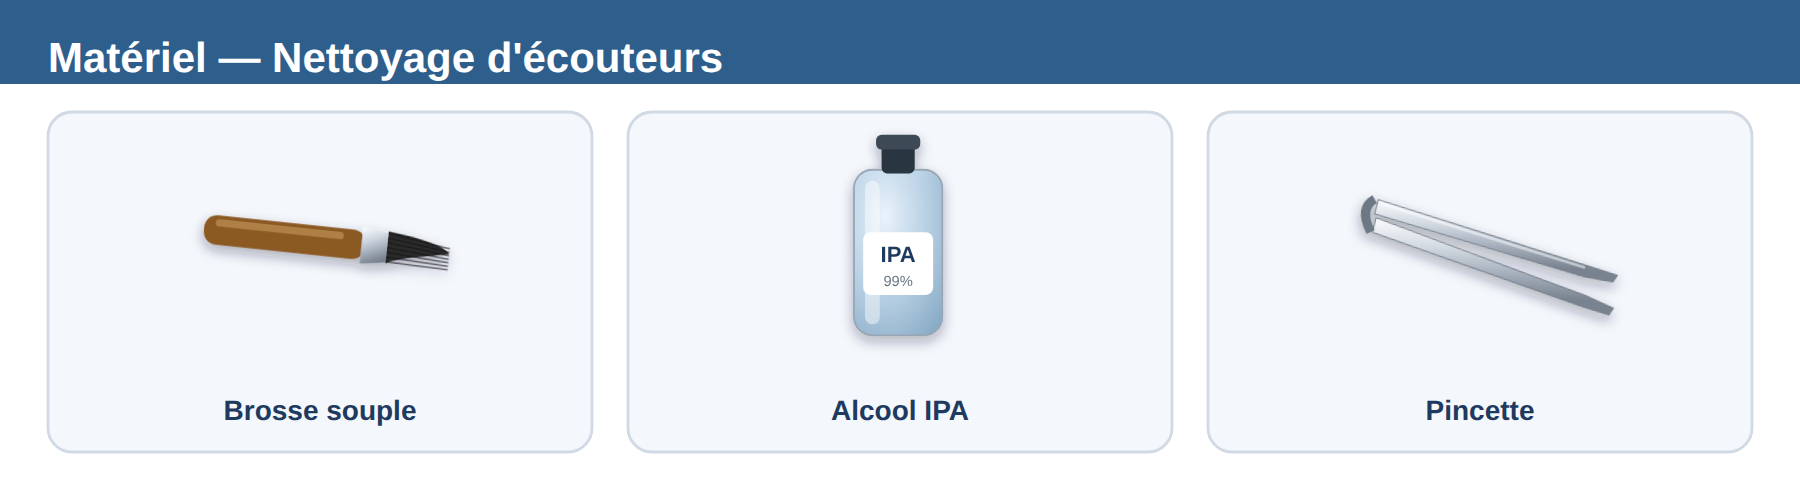 Matériel — Nettoyage d'écouteurs
IPA
99%
Brosse souple
Alcool IPA
Pincette